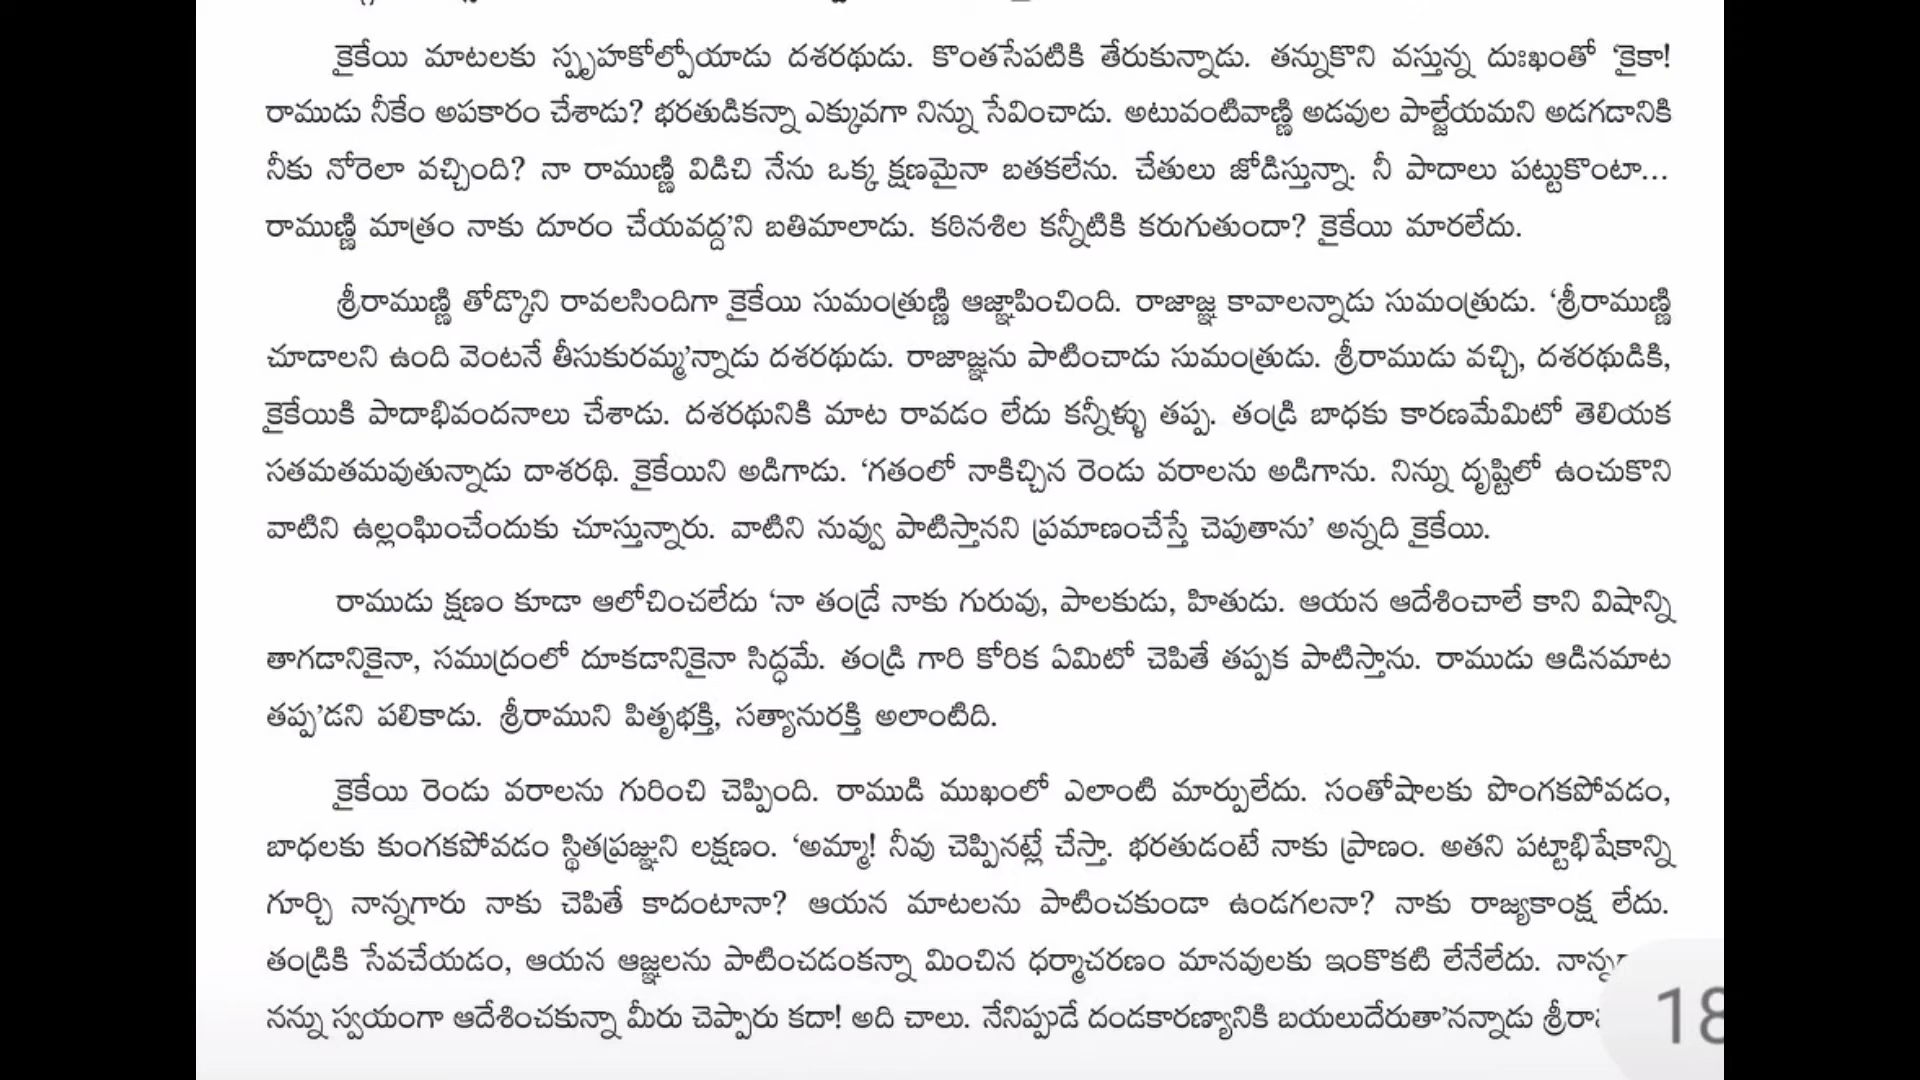 కైకేయి మాటలకు స్పృహకోల్పోయాడు దశరథుడు. కొంతసేపటికి తేరుకున్నాడు. తన్నుకొని వస్తున్న దుఃఖంతో ‘కైకా!
రాముడు నీకేం అపకారం చేశాడు? భరతుడికన్నా ఎక్కువగా నిన్ను సేవించాడు. అటువంటివాణ్ణి అడవుల పాల్జేయమని అడగడానికి
నీకు నోరెలా వచ్చింది? నా రాముణ్ణి విడిచి నేను ఒక్క క్షణమైనా బతకలేను. చేతులు జోడిస్తున్నా. నీ పాదాలు పట్టుకొంటా...
రాముణ్ణి మాత్రం నాకు దూరం చేయవద్ద’ని బతిమాలాడు. కఠినశిల కన్నీటికి కరుగుతుందా? కైకేయి మారలేదు.
శ్రీరాముణ్ణి తోడ్కొని రావలసిందిగా కైకేయి సుమంత్రుణ్ణి ఆజ్ఞాపించింది. రాజాజ్ఞ కావాలన్నాడు సుమంత్రుడు. ‘శ్రీరాముణ్ణి
చూడాలని ఉంది వెంటనే తీసుకురమ్మ’న్నాడు దశరథుడు. రాజాజ్ఞను పాటించాడు సుమంత్రుడు. శ్రీరాముడు వచ్చి, దశరథుడికి,
కైకేయికి పాదాభివందనాలు చేశాడు. దశరథునికి మాట రావడం లేదు కన్నీళ్ళు తప్ప. తండ్రి బాధకు కారణమేమిటో తెలియక
సతమతమవుతున్నాడు దాశరథి. కైకేయిని అడిగాడు. ‘గతంలో నాకిచ్చిన రెండు వరాలను అడిగాను. నిన్ను దృష్టిలో ఉంచుకొని
వాటిని ఉల్లంఘించేందుకు చూస్తున్నారు. వాటిని నువ్వు పాటిస్తానని ప్రమాణంచేస్తే చెపుతాను’ అన్నది కైకేయి.
రాముడు క్షణం కూడా ఆలోచించలేదు ‘నా తండ్రే నాకు గురువు, పాలకుడు, హితుడు. ఆయన ఆదేశించాలే కాని విషాన్ని
తాగడానికైనా, సముద్రంలో దూకడానికైనా సిద్ధమే. తండ్రి గారి కోరిక ఏమిటో చెపితే తప్పక పాటిస్తాను. రాముడు ఆడినమాట
తప్ప’డని పలికాడు. శ్రీరాముని పితృభక్తి, సత్యానురక్తి అలాంటిది.
కైకేయి రెండు వరాలను గురించి చెప్పింది. రాముడి ముఖంలో ఎలాంటి మార్పులేదు. సంతోషాలకు పొంగకపోవడం,
బాధలకు కుంగకపోవడం స్థితప్రజ్ఞుని లక్షణం. ‘అమ్మా! నీవు చెప్పినట్లే చేస్తా. భరతుడంటే నాకు ప్రాణం. అతని పట్టాభిషేకాన్ని
గూర్చి నాన్నగారు నాకు చెపితే కాదంటానా? ఆయన మాటలను పాటించకుండా ఉండగలనా? నాకు రాజ్యకాంక్ష లేదు.
తండ్రికి సేవచేయడం, ఆయన ఆజ్ఞలను పాటించడంకన్నా మించిన ధర్మాచరణం మానవులకు ఇంకొకటి లేనేలేదు.
నన్ను స్వయంగా ఆదేశించకున్నా మీరు చెప్పారు కదా! అది చాలు. నేనిప్పుడే దండకారణ్యానికి బయలుదేరుతా’నన్నాడు
18